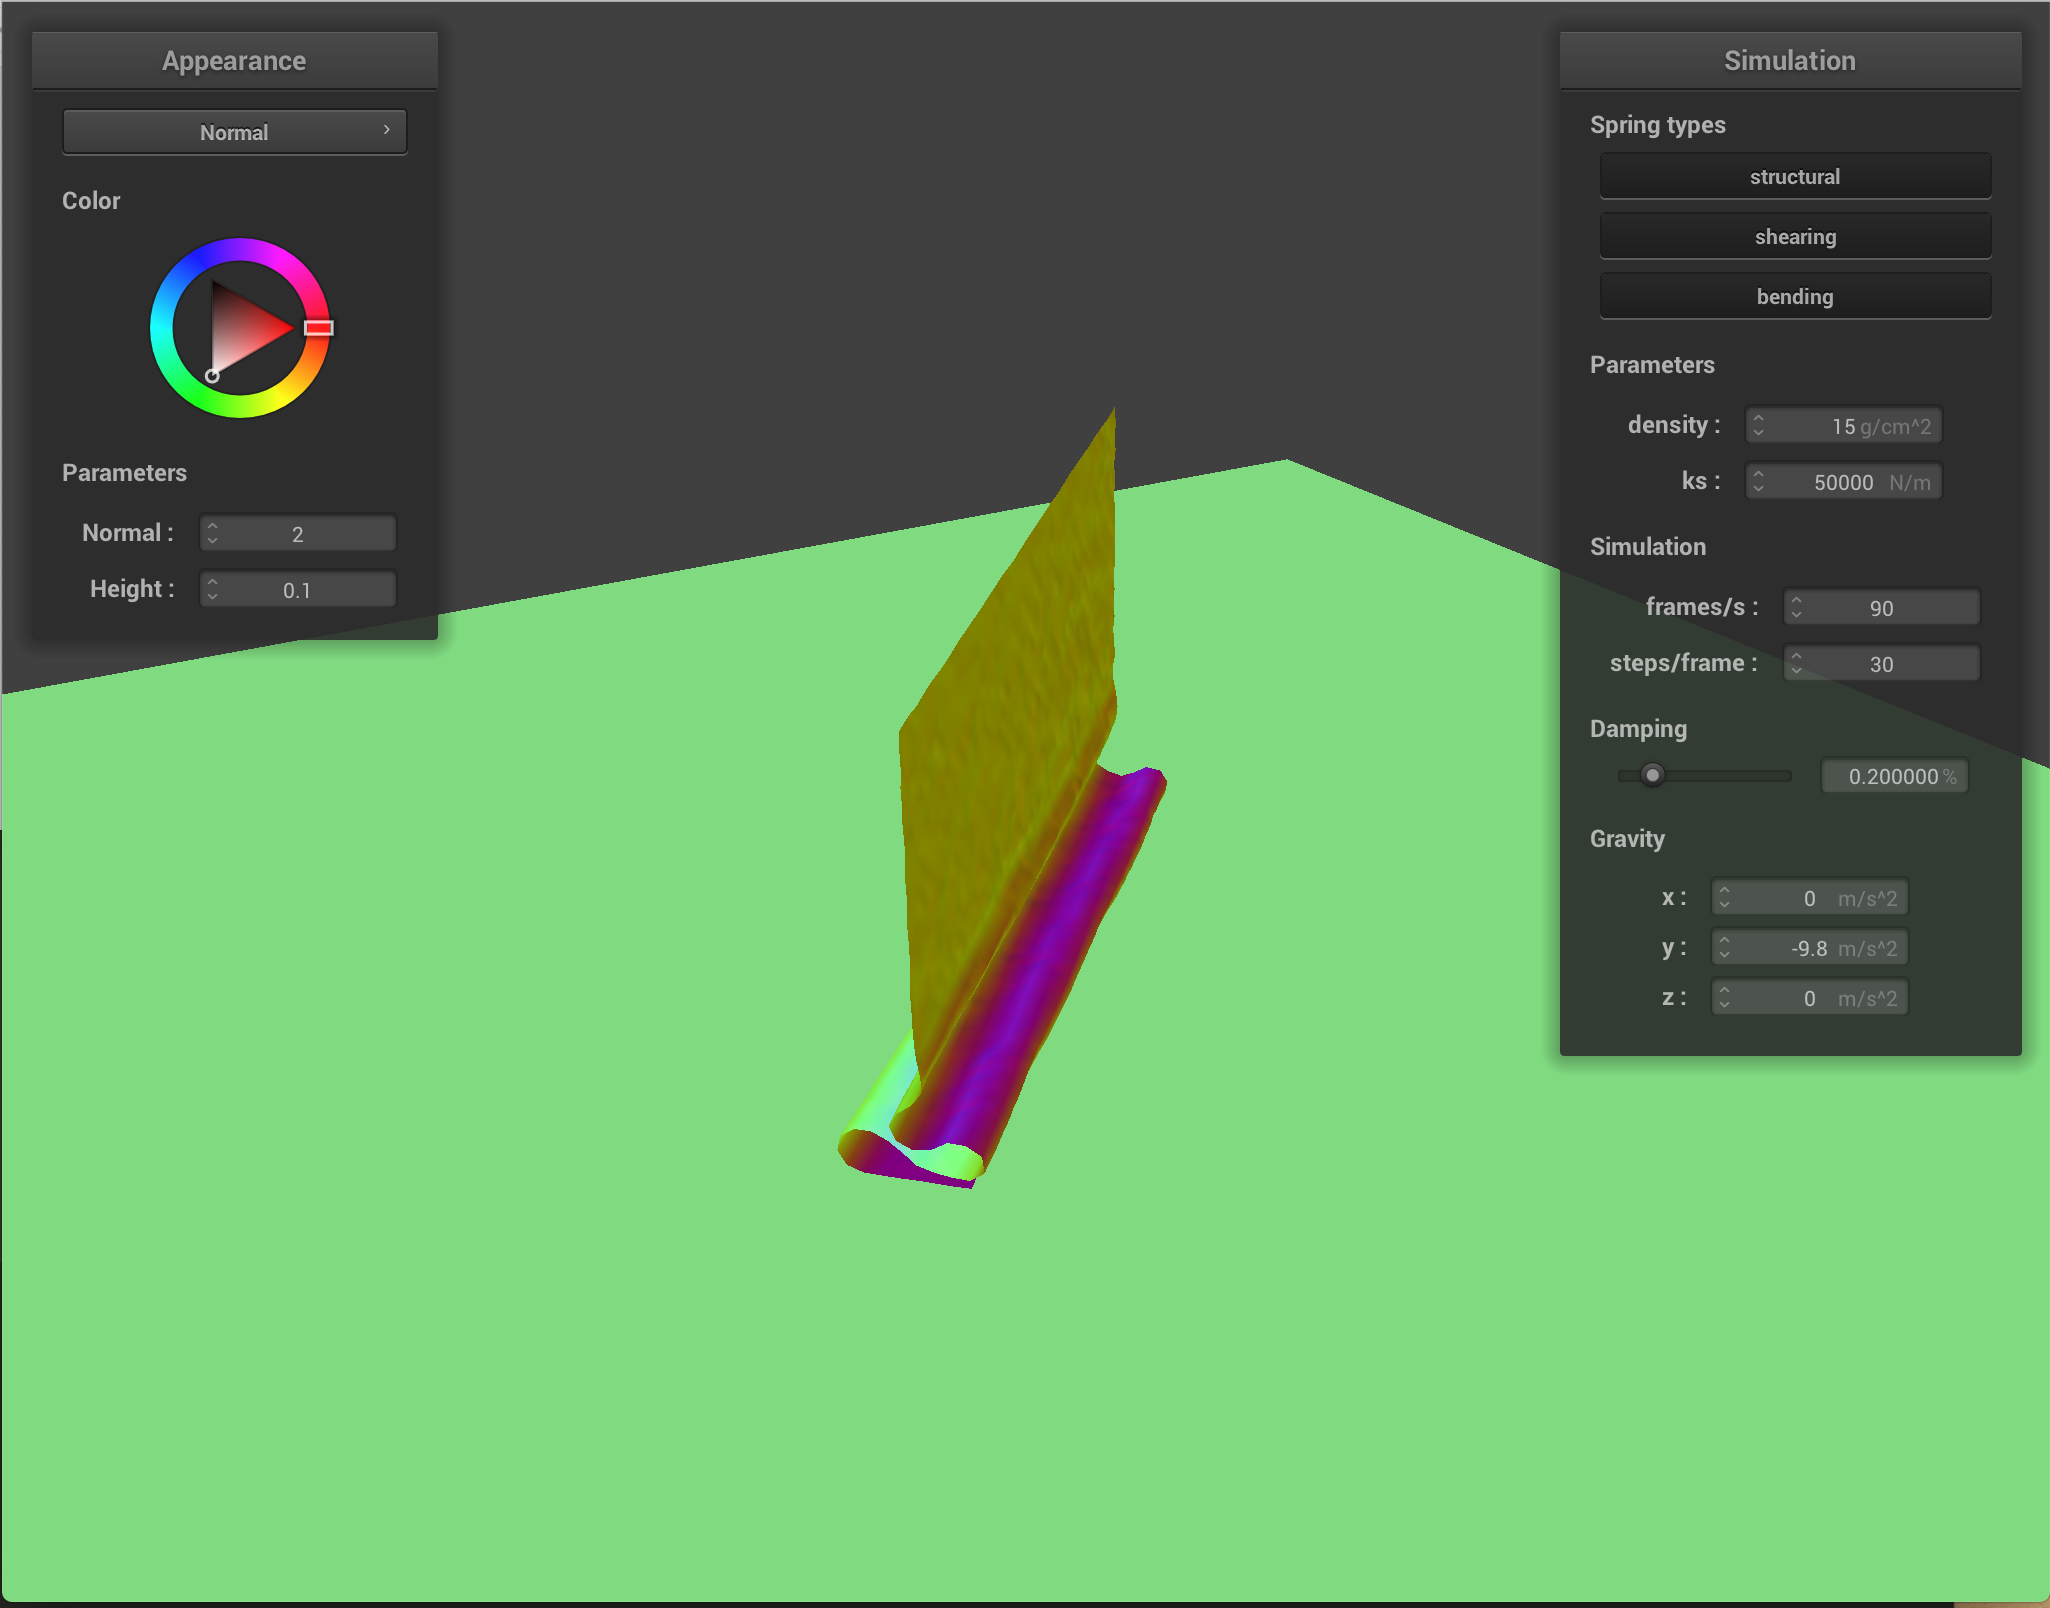 Appearance
Normal
Color
Parameters
Normal : 2
Height : 0.1
Simulation
Spring types
structural
shearing
bending
Parameters
density : 15 g/cm^2
ks : 50000 N/m
Simulation
frames/s : 90
steps/frame : 30
Damping
0.200000 %
Gravity
x : 0 m/s^2
y : -9.8 m/s^2
z : 0 m/s^2